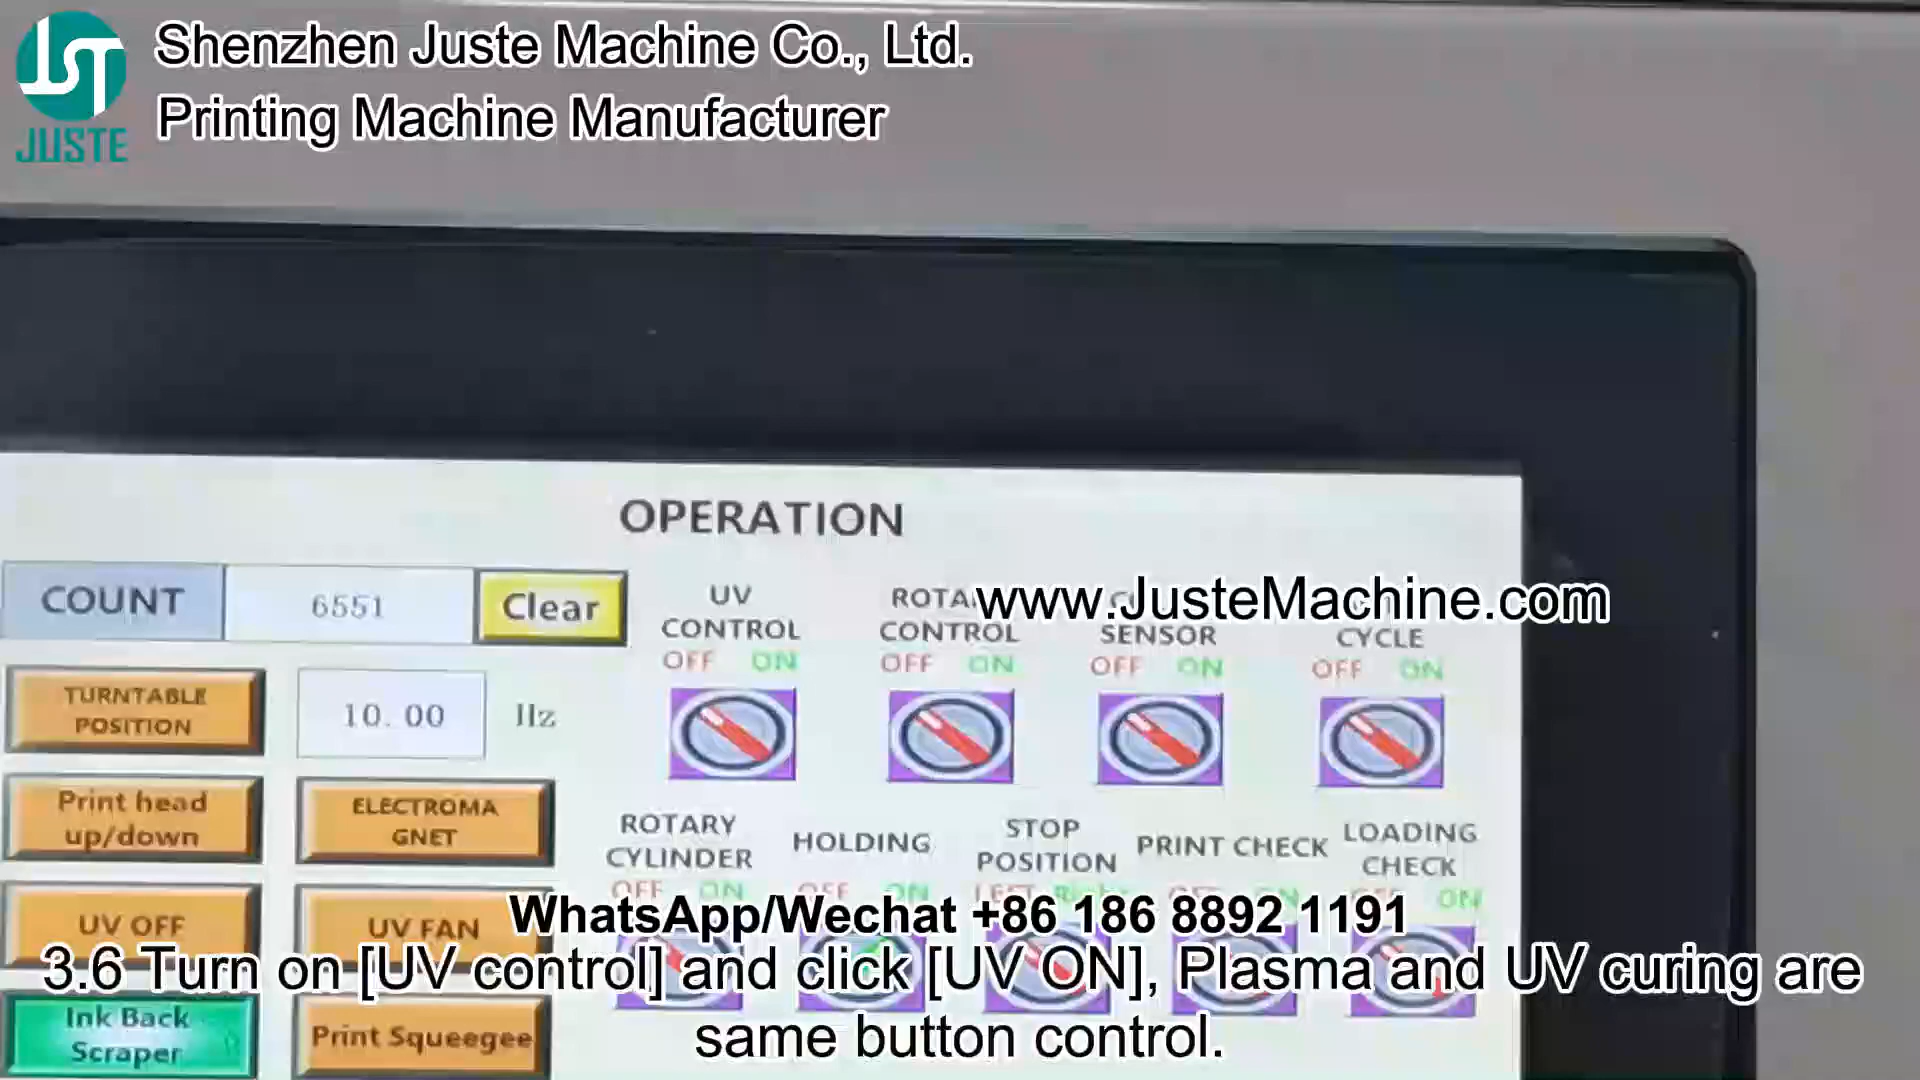 JUSTE
Shenzhen Juste Machine Co., Ltd.
Printing Machine Manufacturer
OPERATION
COUNT
6551
Clear
TURNTABLE
POSITION
10.00
Hz
Print head
up/down
ELECTROMA
GNET
UV OFF
UV FAN
Ink Back
Scraper
Print Squeegee
UV
CONTROL
OFF ON
CONTROL
OFF ON
SENSOR
OFF ON
CYCLE
OFF ON
www.JusteMachine.com
ROTARY
CYLINDER
OFF ON
HOLDING
OFF ON
STOP
POSITION
LEFT Right
PRINT CHECK
OFF ON
LOADING
CHECK
OFF ON
WhatsApp/Wechat +86 186 8892 1191
3.6 Turn on [UV control] and click [UV ON], Plasma and UV curing are
same button control.